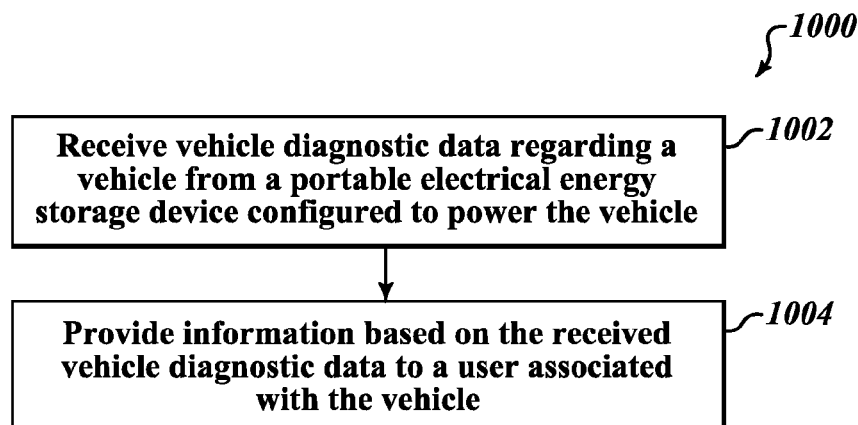 1000
1002
Receive vehicle diagnostic data regarding a
vehicle from a portable electrical energy
storage device configured to power the vehicle
1004
Provide information based on the received
vehicle diagnostic data to a user associated
with the vehicle